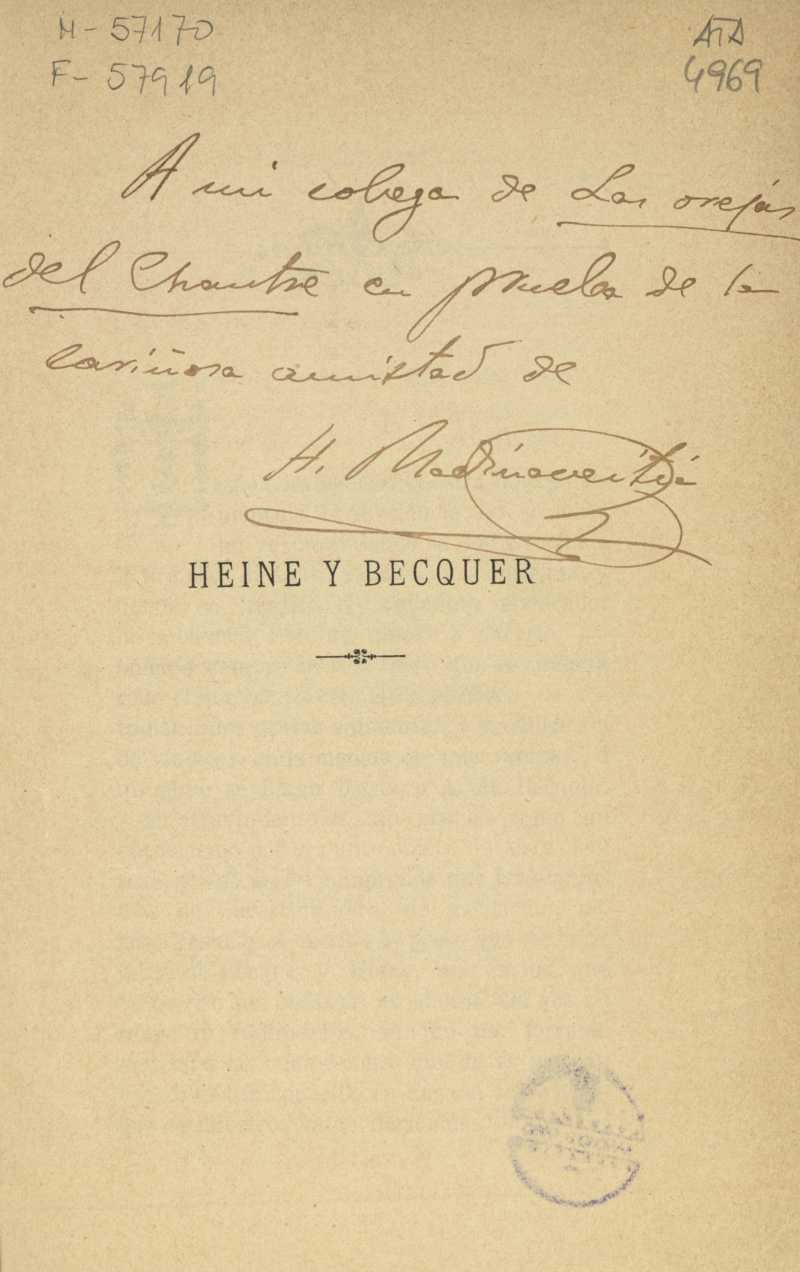 M-57170
F-57919
ATA
4969
A mi colega de Las orejas
del Chantre en prueba de la
cariñosa amistad de
H. Madinaveitia
HEINE Y BECQUER